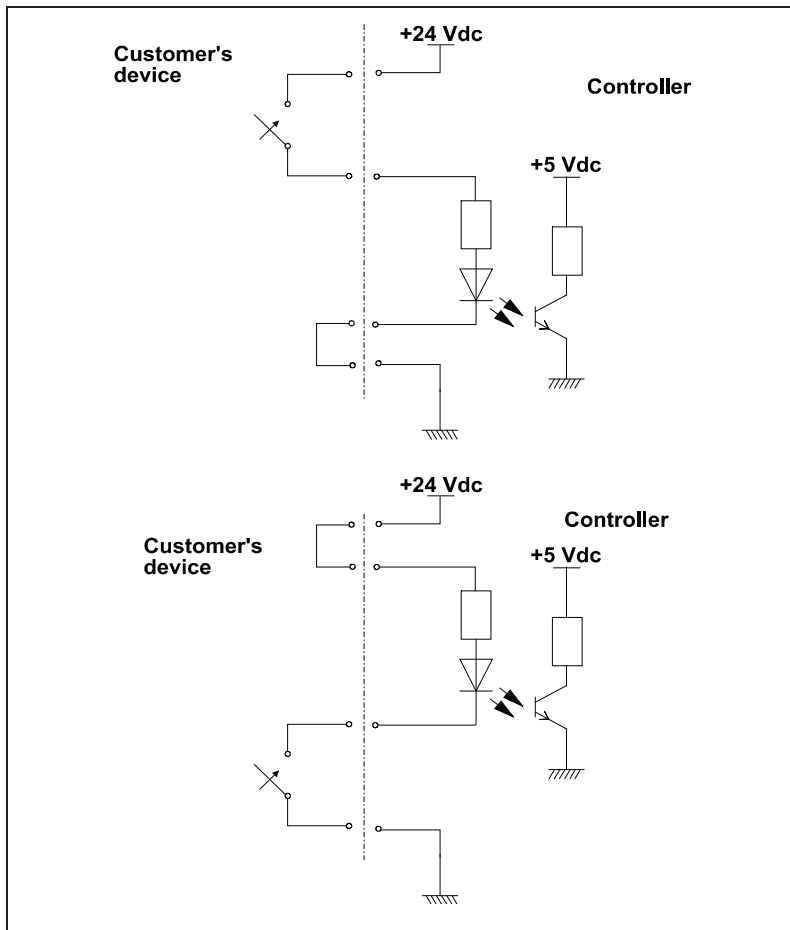 +24 Vdc
Customer's
device
Controller
+5 Vdc
+24 Vdc
Controller
Customer's
device
+5 Vdc